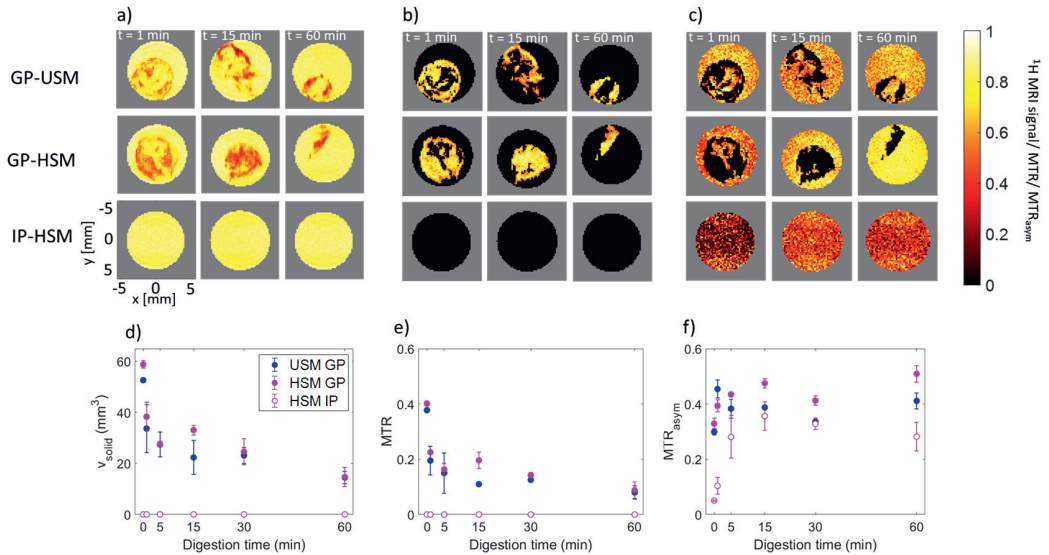 a)
b)
c)
t = 1 min t = 15 min t = 60 min
t = 1 min t = 15 min t = 60 min
t = 1 min t = 15 min t = 60 min
GP-USM
GP-HSM
IP-HSM
-5
0
5
y [mm]
-5 0 5
x [mm]
1
0.8
0.6
0.4
0.2
0
¹H MRI signal/ MTR/ MTRasym
d)
60
40
20
0
vsolid (mm³)
USM GP
HSM GP
HSM IP
0 5 15 30 60
Digestion time (min)
e)
0.6
0.4
0.2
0
MTR
0 5 15 30 60
Digestion time (min)
f)
0.6
0.4
0.2
0
MTRasym
0 5 15 30 60
Digestion time (min)